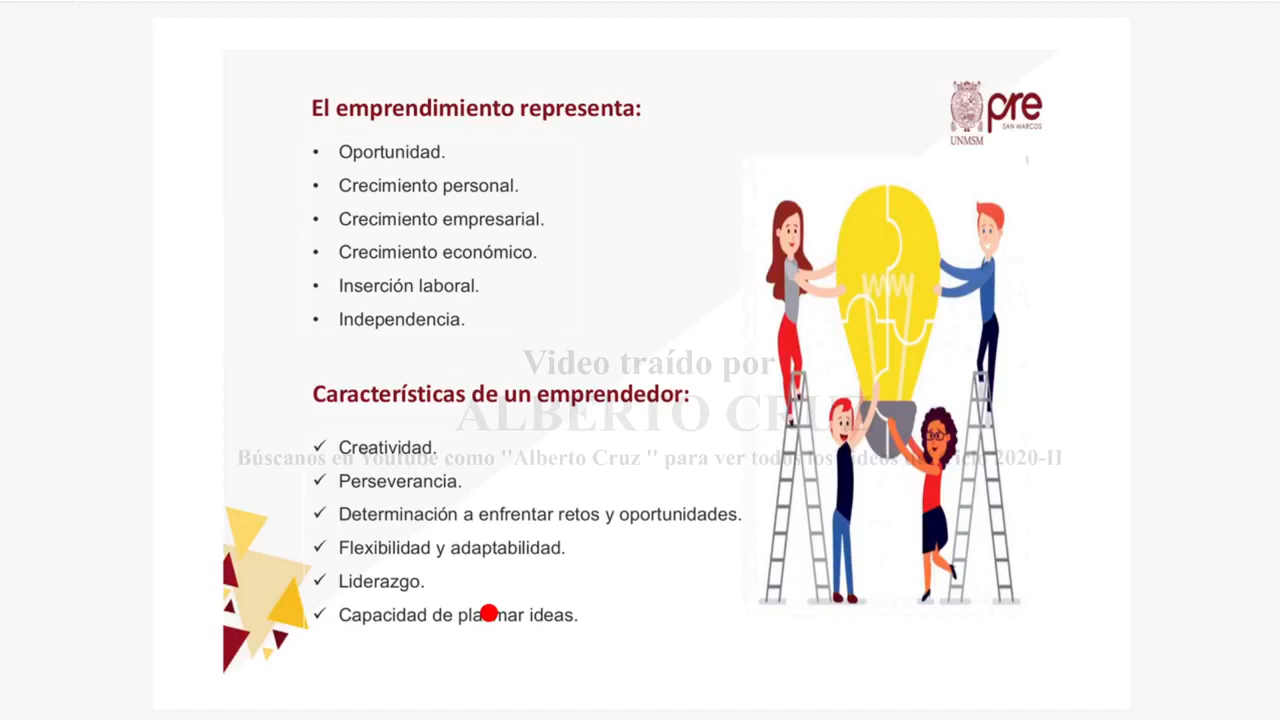 El emprendimiento representa:
• Oportunidad.
• Crecimiento personal.
• Crecimiento empresarial.
• Crecimiento económico.
• Inserción laboral.
• Independencia.
pre
SAN MARCOS
UNMSM
Video traído por
ALBERTO CRUZ
Características de un emprendedor:
✓ Creatividad.
Búscanos en Youtube como "Alberto Cruz " para ver todos los videos de 2020-II
✓ Perseverancia.
✓ Determinación a enfrentar retos y oportunidades.
✓ Flexibilidad y adaptabilidad.
✓ Liderazgo.
✓ Capacidad de plasmar ideas.